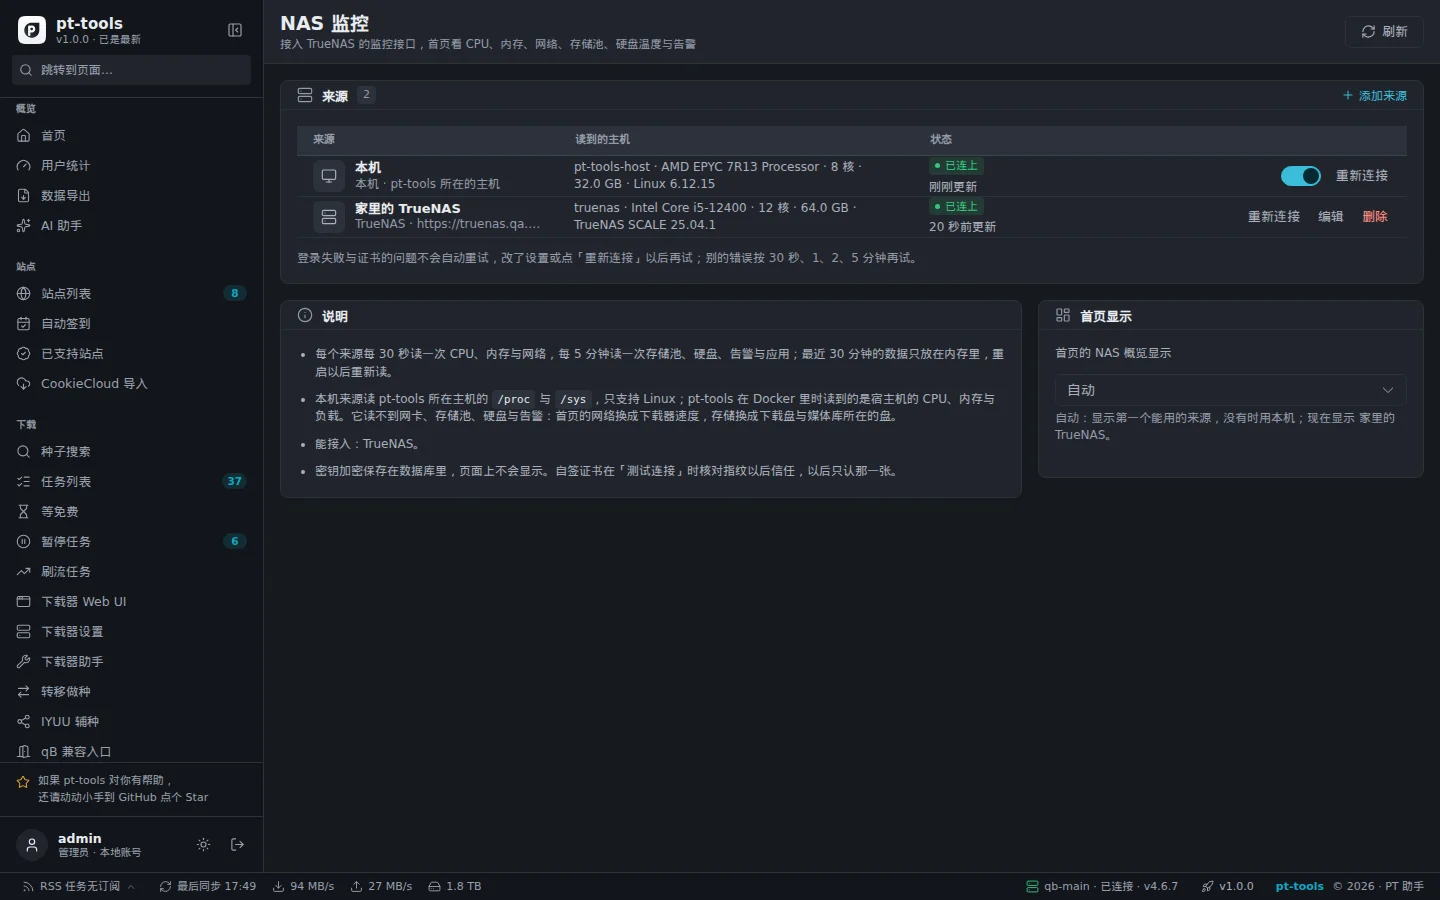 pt-tools
v1.0.0 · 已是最新
跳转到页面…
概览
首页
用户统计
数据导出
AI 助手
站点
站点列表
8
自动签到
已支持站点
CookieCloud 导入
下载
种子搜索
任务列表
37
等免费
暂停任务
6
刷流任务
下载器 Web UI
下载器设置
下载器助手
转移做种
IYUU 辅种
qB 兼容入口
如果 pt-tools 对你有帮助，
还请动动小手到 GitHub 点个 Star
admin
管理员 · 本地账号
NAS 监控
接入 TrueNAS 的监控接口，首页看 CPU、内存、网络、存储池、硬盘温度与告警
刷新
来源 2
添加来源
来源 读到的主机 状态
本机
本机 · pt-tools 所在的主机
pt-tools-host · AMD EPYC 7R13 Processor · 8 核 ·
32.0 GB · Linux 6.12.15
已连上
刚刚更新
重新连接
家里的 TrueNAS
TrueNAS · https://truenas.qa.…
truenas · Intel Core i5-12400 · 12 核 · 64.0 GB ·
TrueNAS SCALE 25.04.1
已连上
20 秒前更新
重新连接 编辑 删除
登录失败与证书的问题不会自动重试，改了设置或点「重新连接」以后再试；别的错误按 30 秒、1、2、5 分钟再试。
说明
每个来源每 30 秒读一次 CPU、内存与网络，每 5 分钟读一次存储池、硬盘、告警与应用；最近 30 分钟的数据只放在内存里，重
启以后重新读。
本机来源读 pt-tools 所在主机的 /proc 与 /sys，只支持 Linux；pt-tools 在 Docker 里时读到的是宿主机的 CPU、内存与
负载。它读不到网卡、存储池、硬盘与告警：首页的网络换成下载器速度，存储换成下载盘与媒体库所在的盘。
能接入：TrueNAS。
密钥加密保存在数据库里，页面上不会显示。自签证书在「测试连接」时核对指纹以后信任，以后只认那一张。
首页显示
首页的 NAS 概览显示
自动
自动：显示第一个能用的来源，没有时用本机；现在显示 家里的
TrueNAS。
RSS 任务无订阅
最后同步 17:49
94 MB/s
27 MB/s
1.8 TB
qb-main · 已连接 · v4.6.7
v1.0.0
pt-tools © 2026 · PT 助手